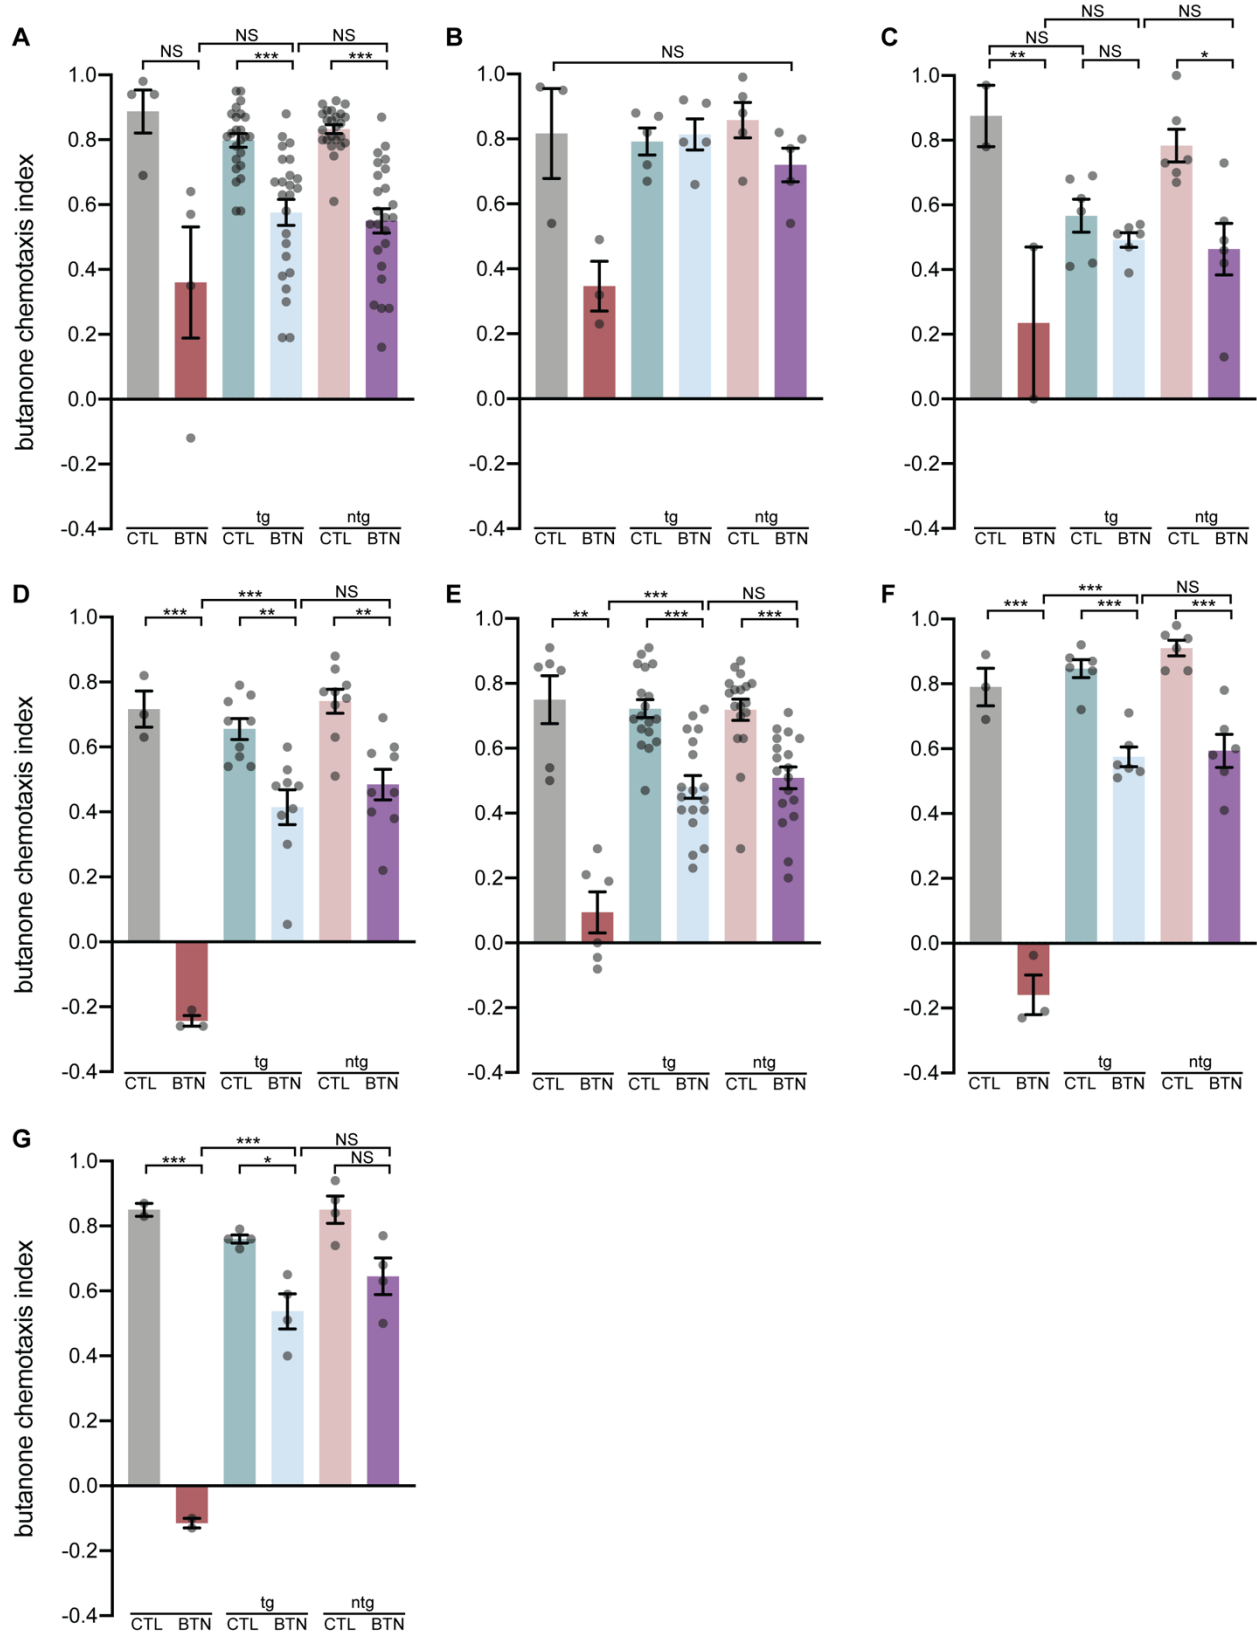 A
B
C
NS
NS
NS
***
***
NS
NS
NS
NS
**
NS
*
butanone chemotaxis index
1.0
0.8
0.6
0.4
0.2
0.0
-0.2
-0.4
1.0
0.8
0.6
0.4
0.2
0.0
-0.2
-0.4
1.0
0.8
0.6
0.4
0.2
0.0
-0.2
-0.4
tg ntg
CTL BTN CTL BTN CTL BTN
tg ntg
CTL BTN CTL BTN CTL BTN
tg ntg
CTL BTN CTL BTN CTL BTN
D
E
F
*** NS
*** ** **
*** NS
** *** ***
*** NS
*** *** ***
butanone chemotaxis index
1.0
0.8
0.6
0.4
0.2
0.0
-0.2
-0.4
1.0
0.8
0.6
0.4
0.2
0.0
-0.2
-0.4
1.0
0.8
0.6
0.4
0.2
0.0
-0.2
-0.4
tg ntg
CTL BTN CTL BTN CTL BTN
tg ntg
CTL BTN CTL BTN CTL BTN
tg ntg
CTL BTN CTL BTN CTL BTN
G
*** NS
*** * NS
butanone chemotaxis index
1.0
0.8
0.6
0.4
0.2
0.0
-0.2
-0.4
tg ntg
CTL BTN CTL BTN CTL BTN